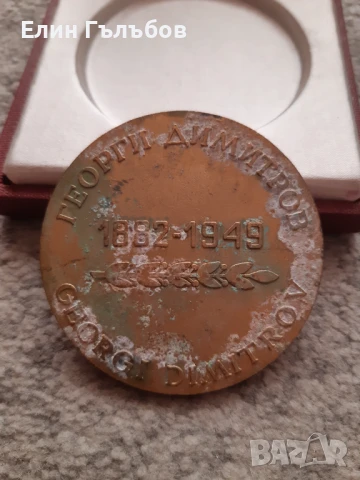 Елин Гълъбов
ГЕОРГИ ДИМИТРОВ
1882-1949
GEORGI DIMITROV
BAZAR